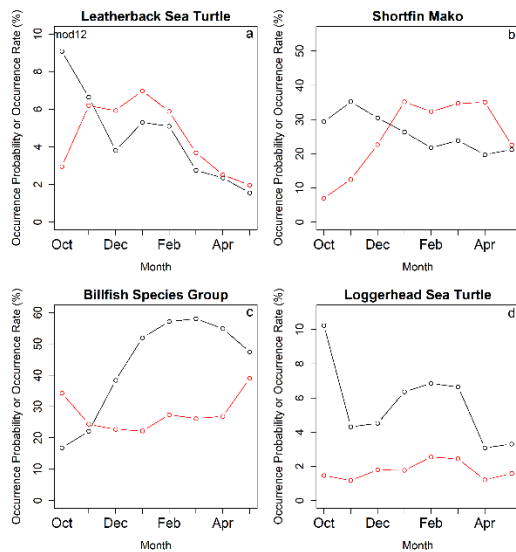 Leatherback Sea Turtle
mod12
a
Occurrence Probability or Occurrence Rate (%)
0 2 4 6 8 10
Oct Dec Feb Apr
Month
Shortfin Mako
b
Occurrence Probability or Occurrence Rate (%)
0 10 20 30 40 50
Oct Dec Feb Apr
Month
Billfish Species Group
c
Occurrence Probability or Occurrence Rate (%)
0 10 20 30 40 50 60
Oct Dec Feb Apr
Month
Loggerhead Sea Turtle
d
Occurrence Probability or Occurrence Rate (%)
0 2 4 6 8 10
Oct Dec Feb Apr
Month